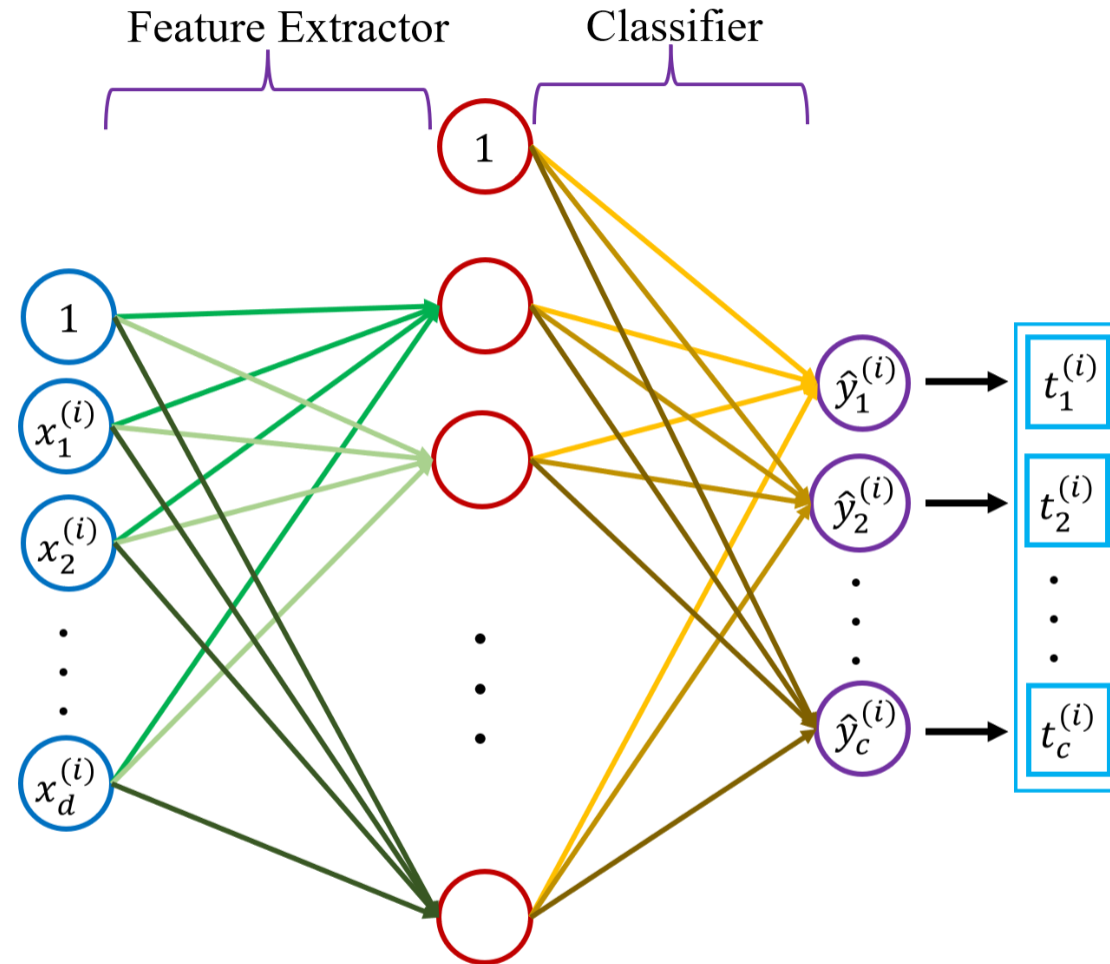 Feature Extractor
Classifier
1
1
x_1^{(i)}
x_2^{(i)}
x_d^{(i)}
ŷ_1^{(i)}
ŷ_2^{(i)}
ŷ_c^{(i)}
t_1^{(i)}
t_2^{(i)}
t_c^{(i)}